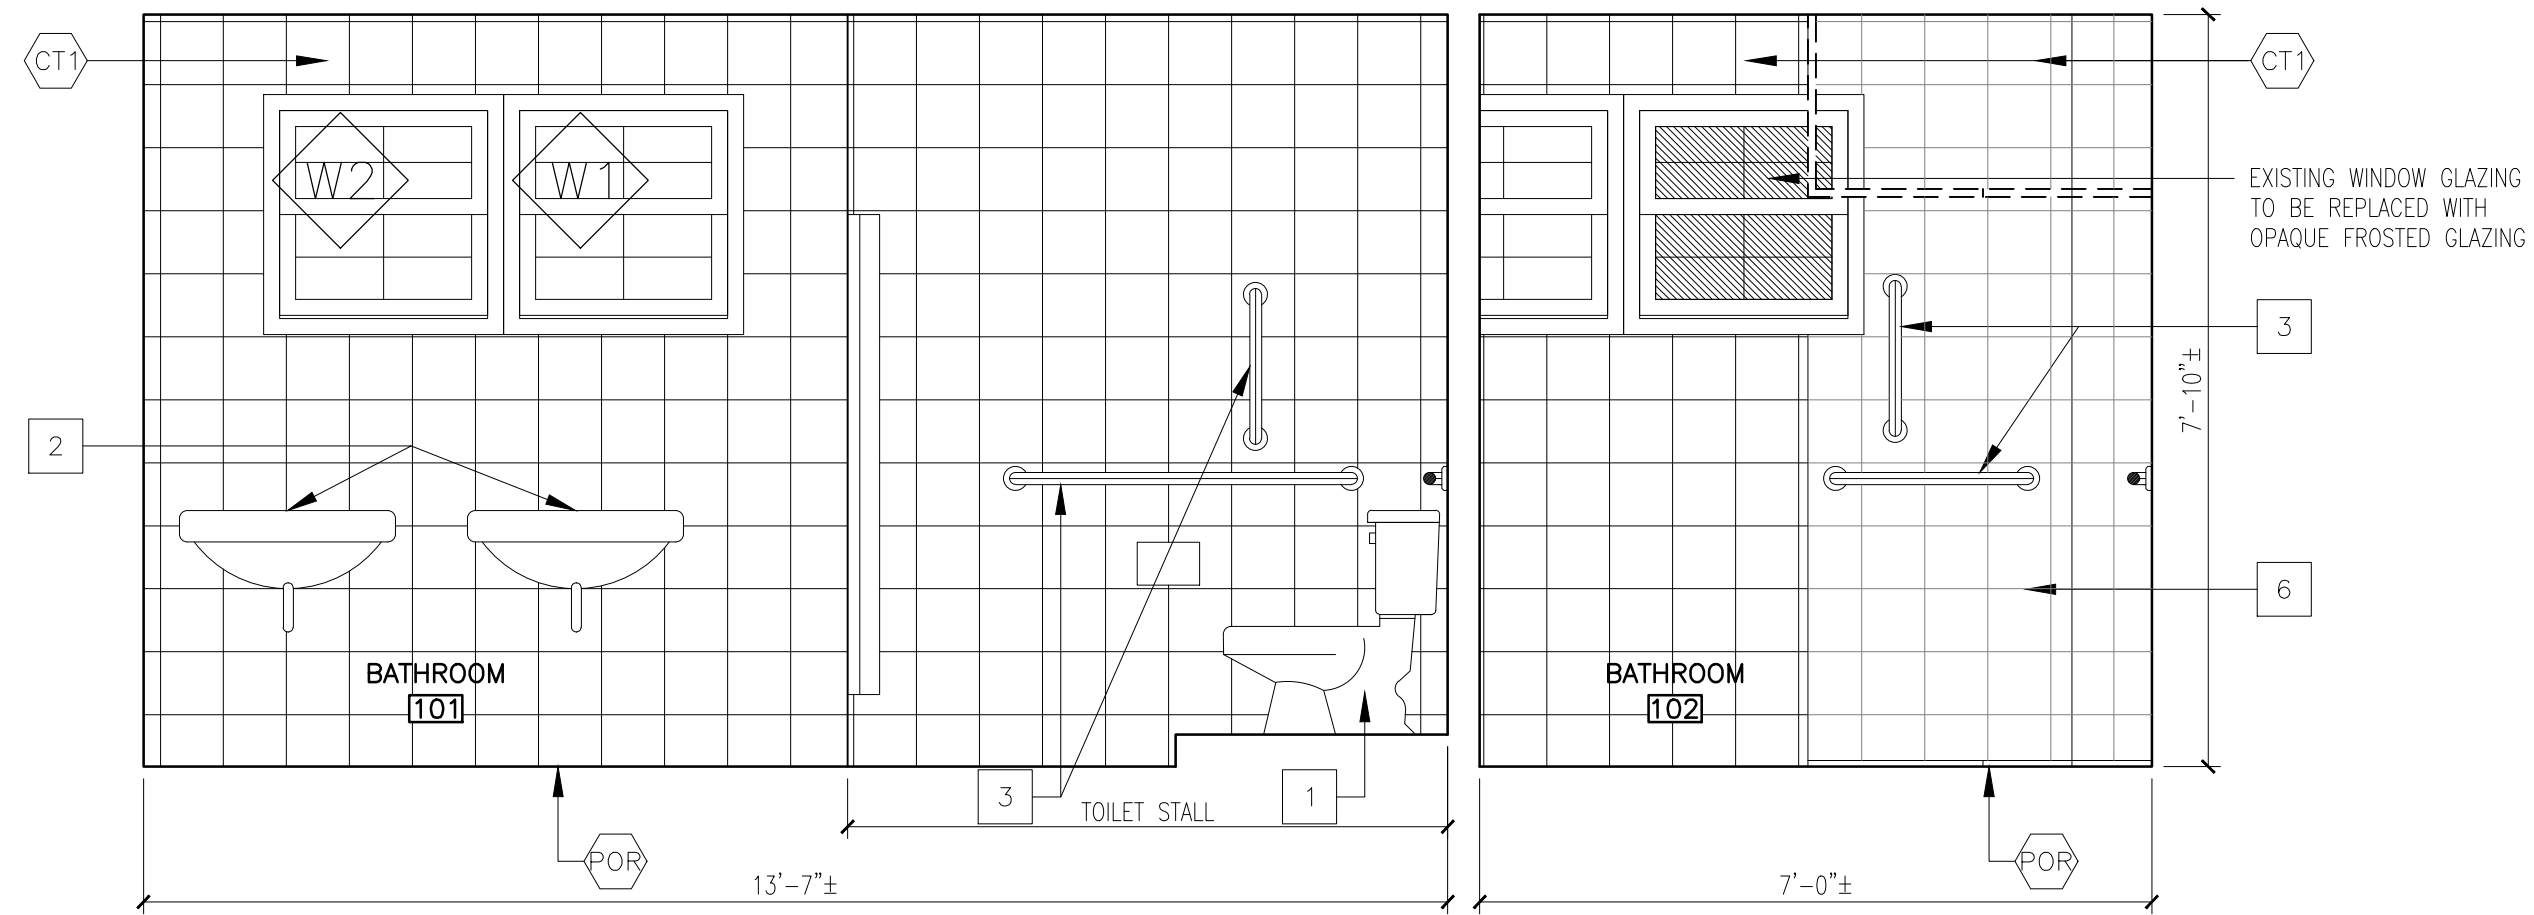 CT1
CT1
W2
W1
EXISTING WINDOW GLAZING
TO BE REPLACED WITH
OPAQUE FROSTED GLAZING
3
7'-10"±
2
6
BATHROOM
101
BATHROOM
102
3
TOILET STALL
1
POR
POR
13'-7"±
7'-0"±